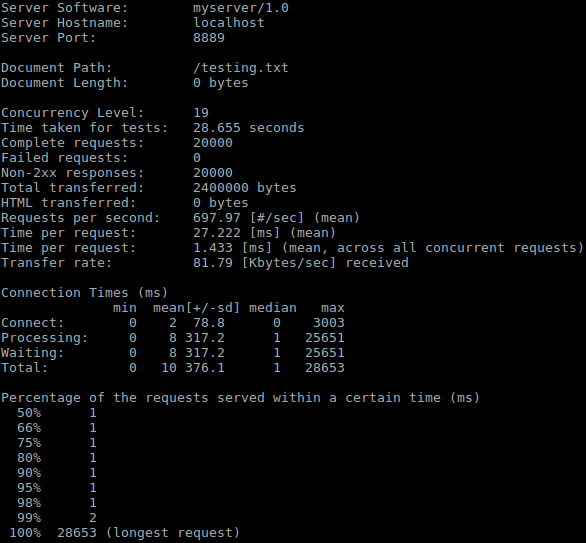 Server Software:        myserver/1.0
Server Hostname:        localhost
Server Port:            8889

Document Path:          /testing.txt
Document Length:        0 bytes

Concurrency Level:      19
Time taken for tests:   28.655 seconds
Complete requests:      20000
Failed requests:        0
Non-2xx responses:      20000
Total transferred:      2400000 bytes
HTML transferred:       0 bytes
Requests per second:    697.97 [#/sec] (mean)
Time per request:       27.222 [ms] (mean)
Time per request:       1.433 [ms] (mean, across all concurrent requests)
Transfer rate:          81.79 [Kbytes/sec] received

Connection Times (ms)
              min  mean[+/-sd] median   max
Connect:        0    2  78.8      0    3003
Processing:     0    8 317.2      1   25651
Waiting:        0    8 317.2      1   25651
Total:          0   10 376.1      1   28653

Percentage of the requests served within a certain time (ms)
  50%      1
  66%      1
  75%      1
  80%      1
  90%      1
  95%      1
  98%      1
  99%      2
 100%  28653 (longest request)